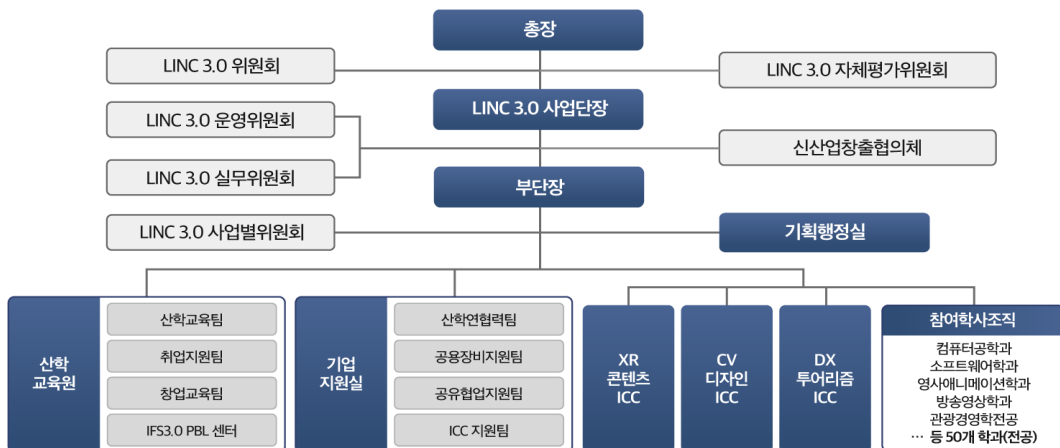 총장
LINC 3.0 위원회
LINC 3.0 자체평가위원회
LINC 3.0 사업단장
LINC 3.0 운영위원회
신산업창출협의체
LINC 3.0 실무위원회
부단장
LINC 3.0 사업별위원회
기획행정실
산학
교육원
산학교육팀
취업지원팀
창업교육팀
IFS3.0 PBL 센터
기업
지원실
산학연협력팀
공용장비지원팀
공유협업지원팀
ICC 지원팀
XR
콘텐츠
ICC
CV
디자인
ICC
DX
투어리즘
ICC
참여학사조직
컴퓨터공학과
소프트웨어학과
영사애니메이션학과
방송영상학과
관광경영학전공
… 등 50개 학과(전공)